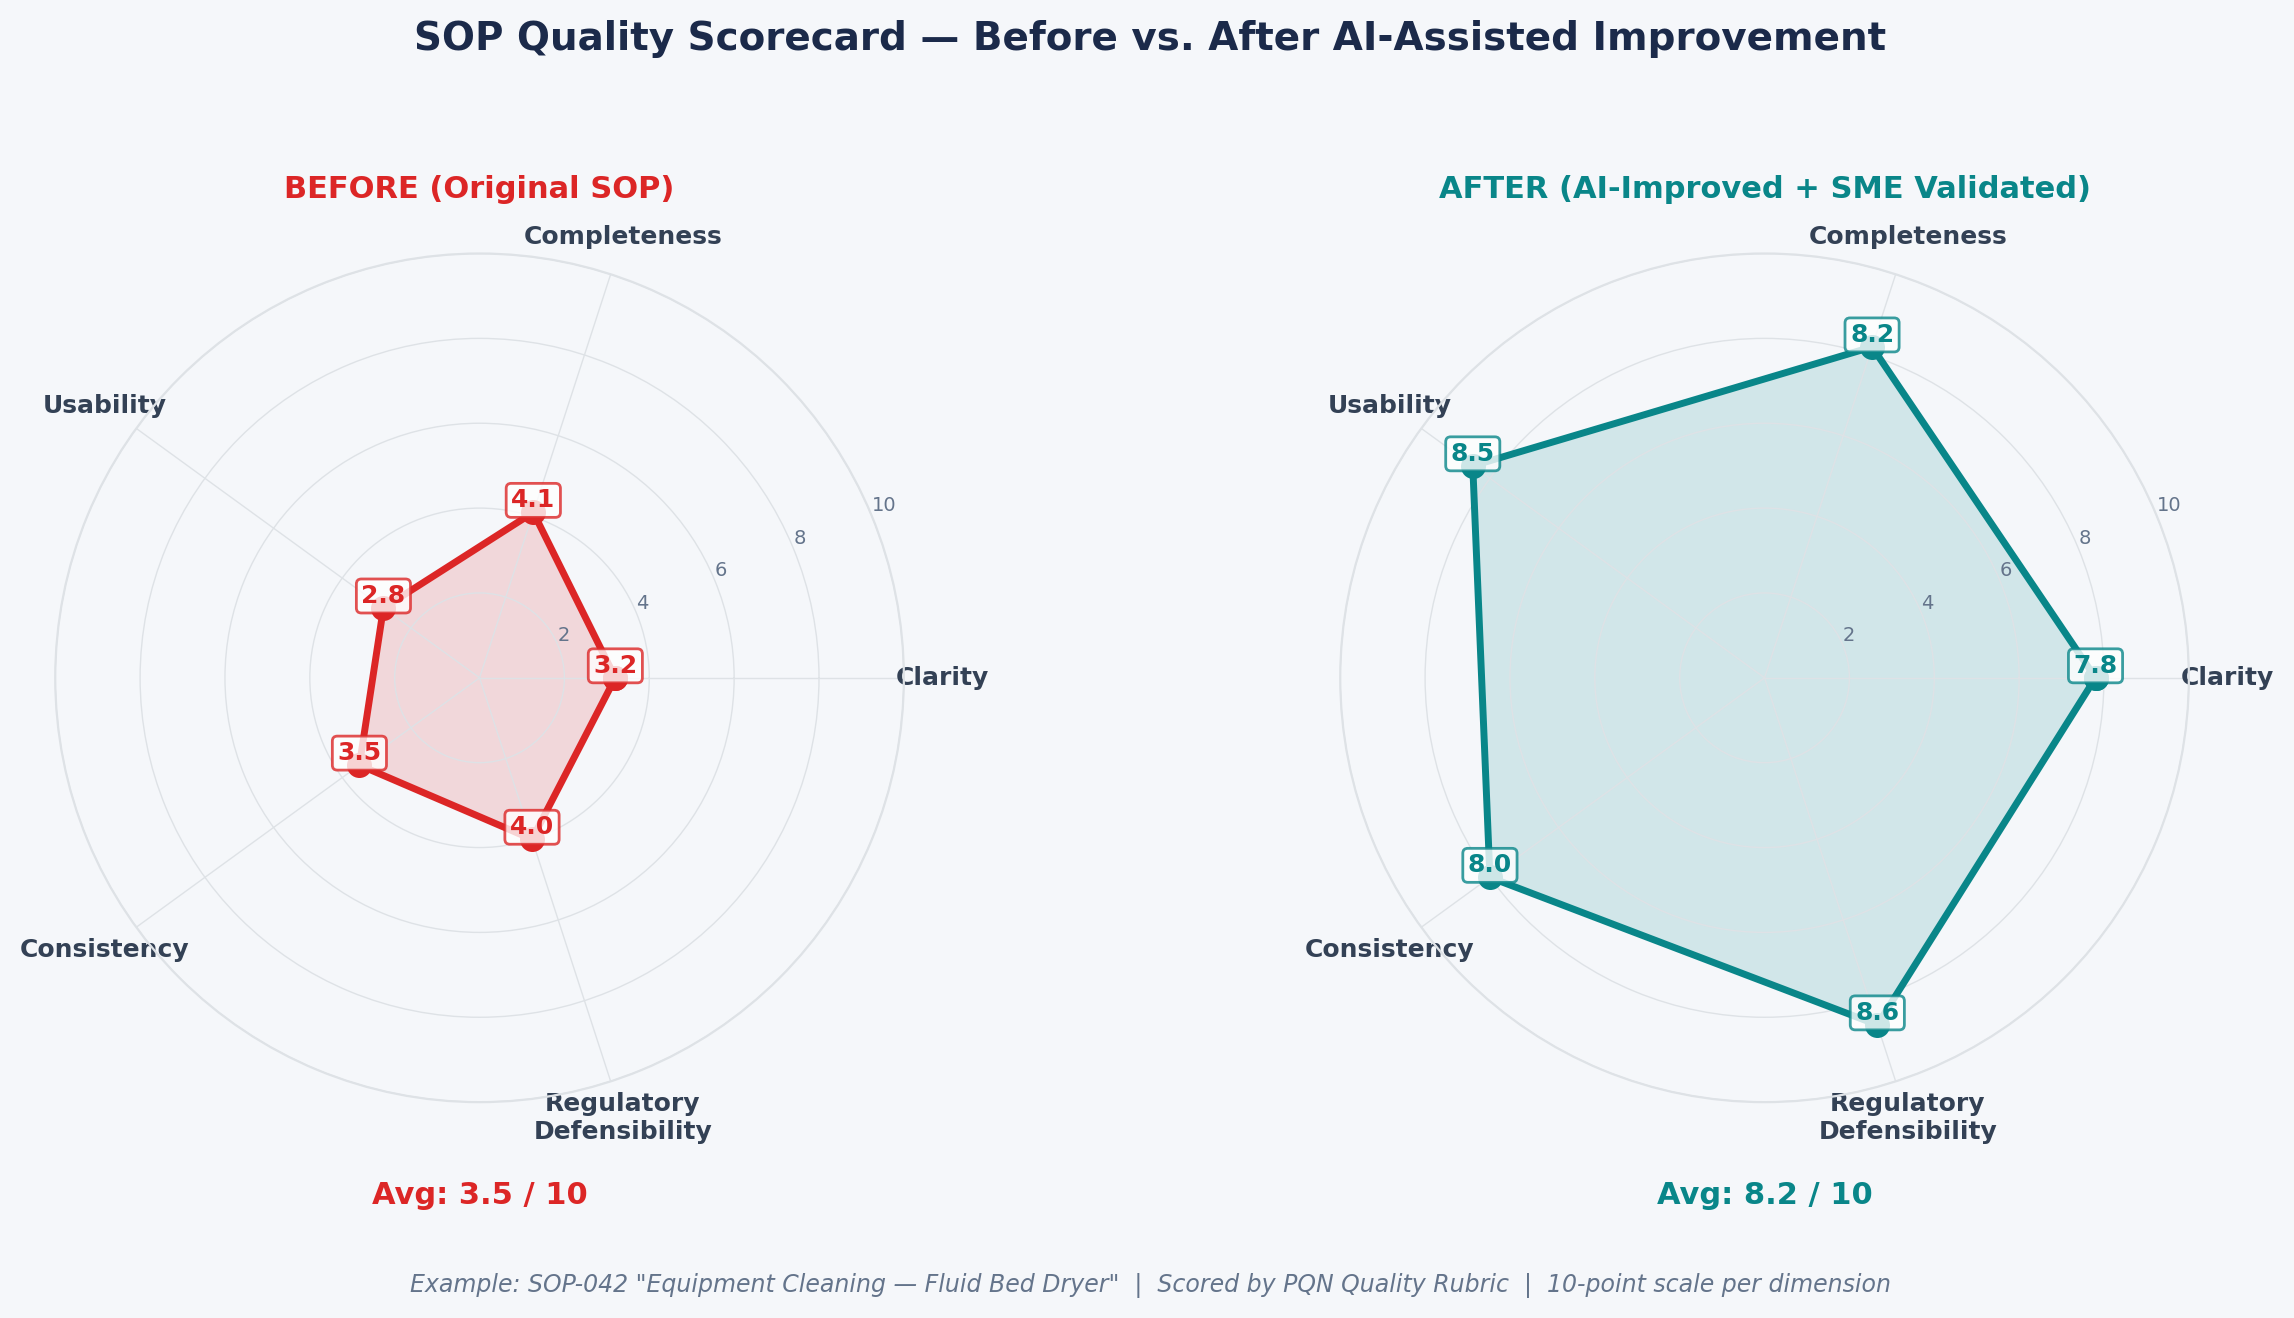 SOP Quality Scorecard — Before vs. After AI-Assisted Improvement
BEFORE (Original SOP)
Completeness
Usability
4.1
10
8
6
2.8
4
2
3.2
Clarity
3.5
4.0
Consistency
Regulatory
Defensibility
Avg: 3.5 / 10
AFTER (AI-Improved + SME Validated)
Completeness
8.2
Usability
8.5
10
8
6
4
2
7.8
Clarity
8.0
Consistency
8.6
Regulatory
Defensibility
Avg: 8.2 / 10
Example: SOP-042 "Equipment Cleaning — Fluid Bed Dryer" | Scored by PQN Quality Rubric | 10-point scale per dimension